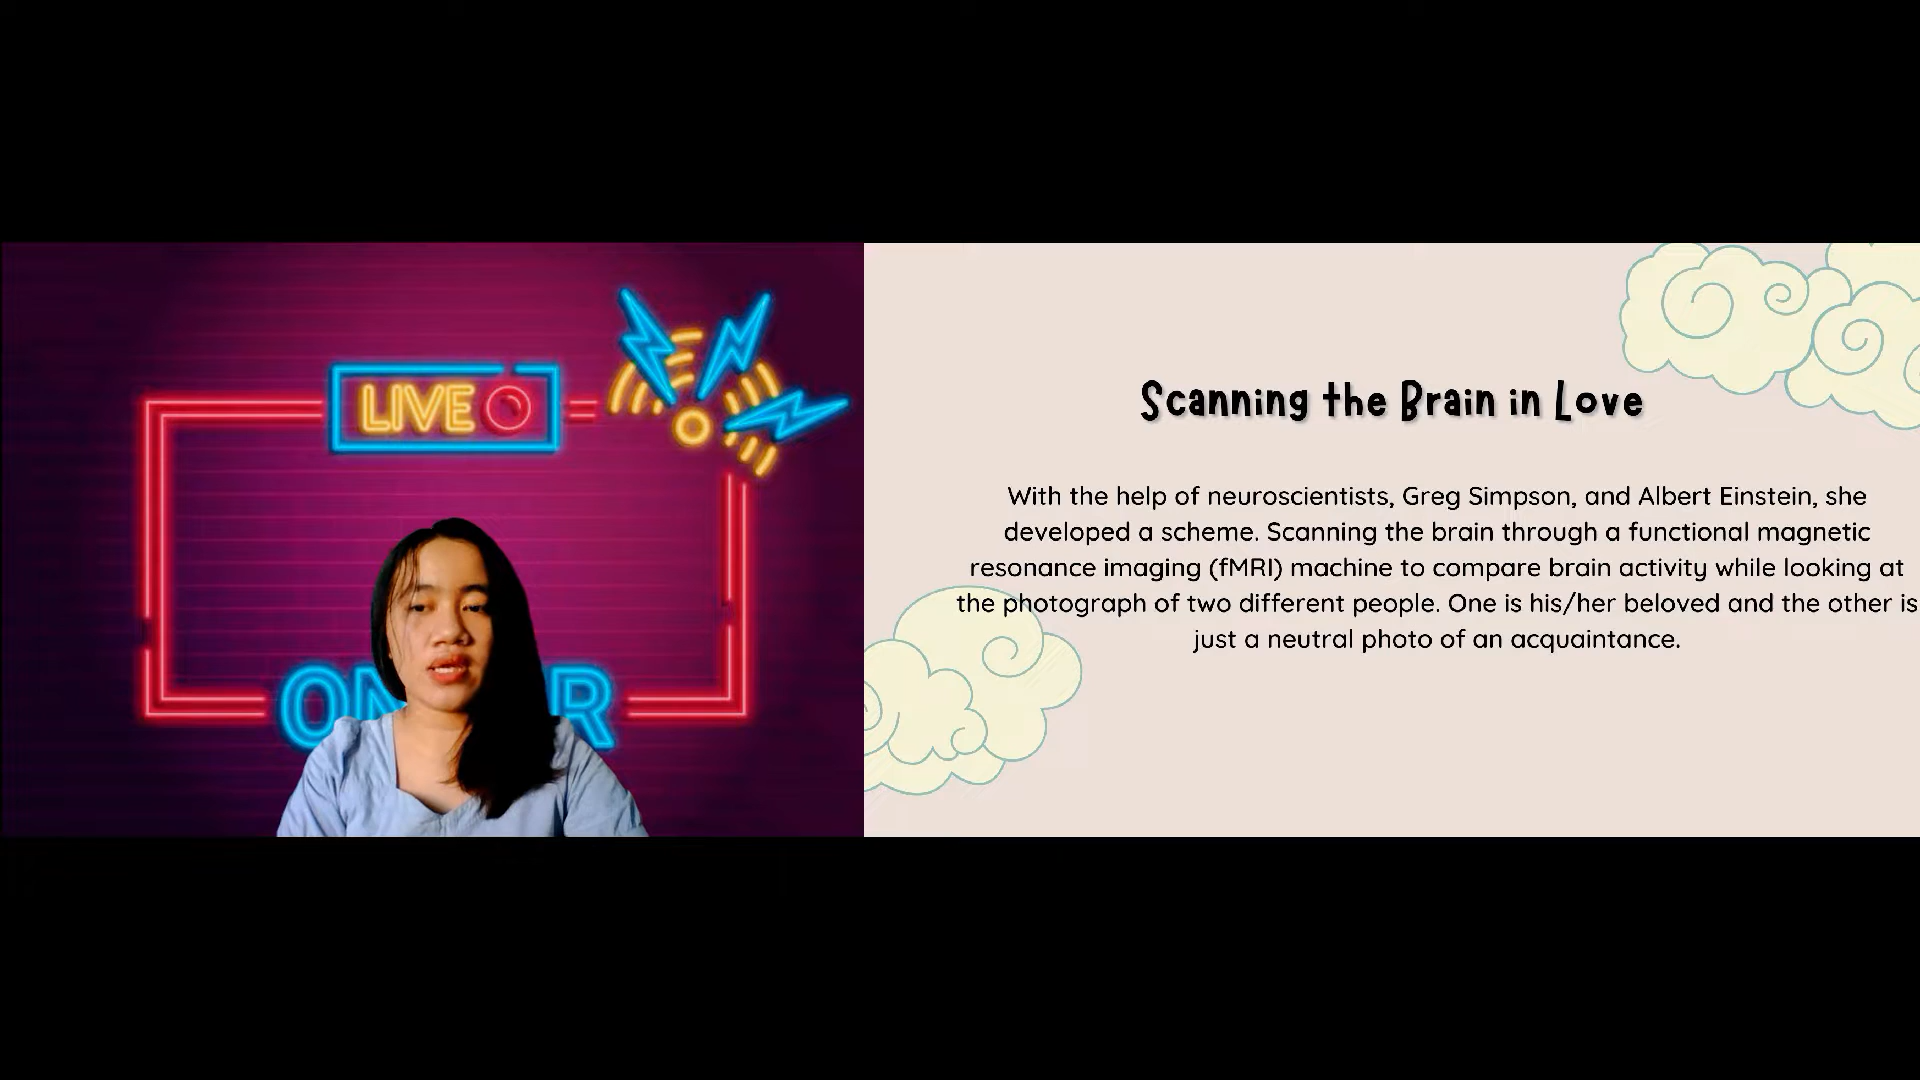 LIVE
Scanning the Brain in Love
With the help of neuroscientists, Greg Simpson, and Albert Einstein, she
developed a scheme. Scanning the brain through a functional magnetic
resonance imaging (fMRI) machine to compare brain activity while looking at
the photograph of two different people. One is his/her beloved and the other is
just a neutral photo of an acquaintance.